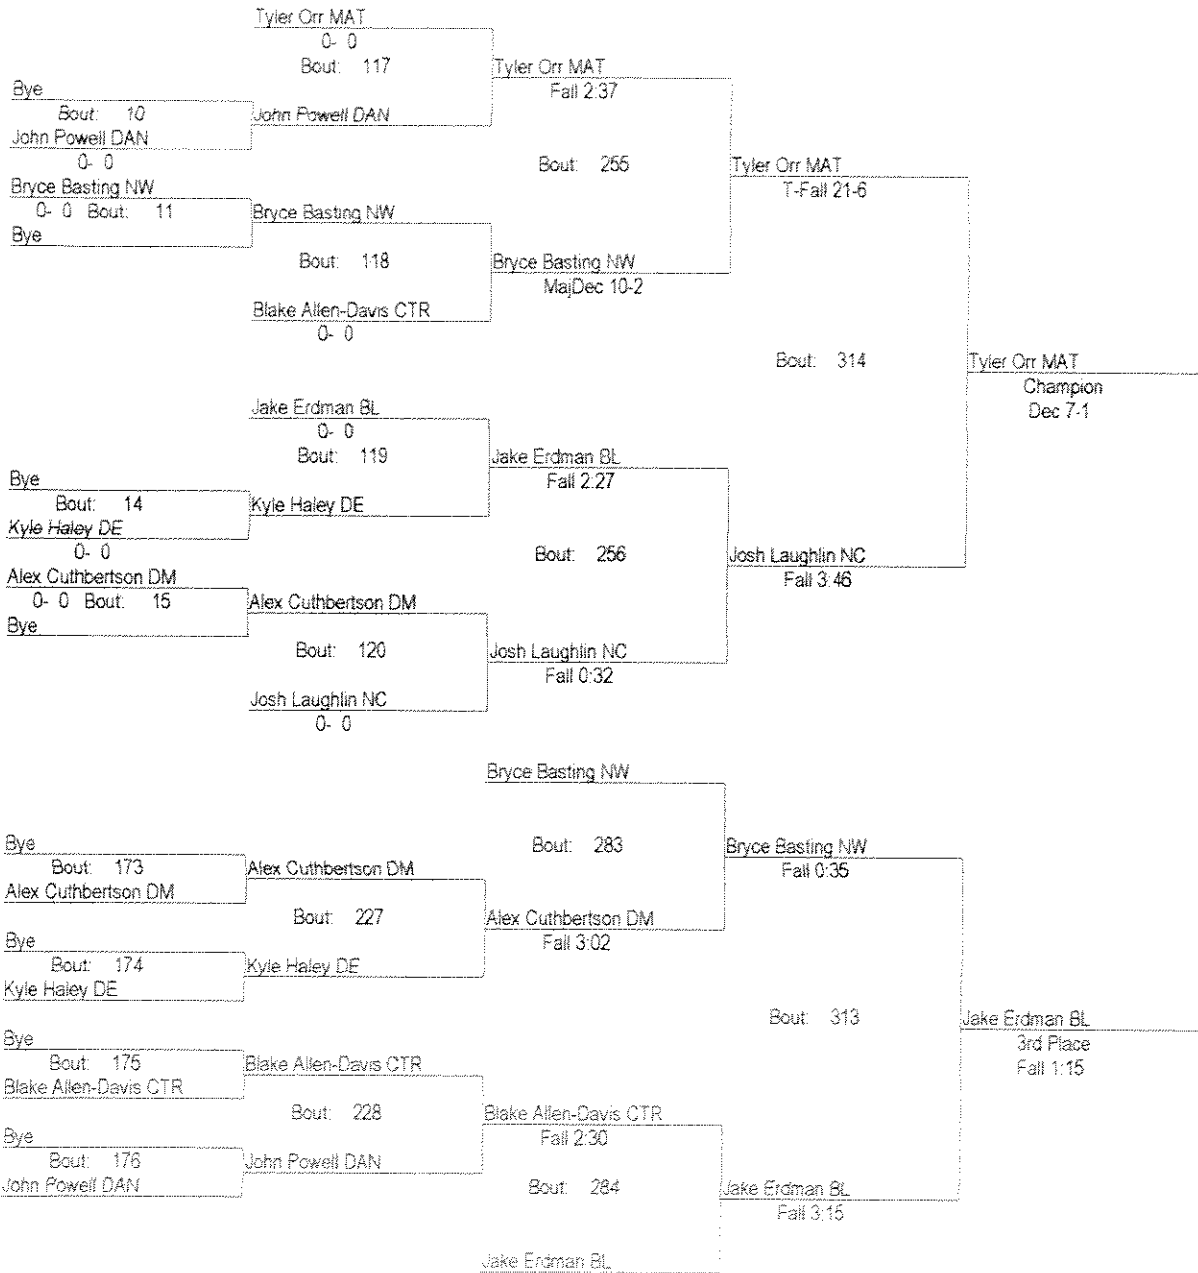 Tyler Orr MAT
0- 0
Bout: 117
Tyler Orr MAT
Fall 2:37
Bye
Bout: 10
John Powell DAN
John Powell DAN
0- 0
Bout: 255
Tyler Orr MAT
T-Fall 21-6
Bryce Basting NW
0- 0 Bout: 11
Bryce Basting NW
Bye
Bout: 118
Bryce Basting NW
MajDec 10-2
Blake Allen-Davis CTR
0- 0
Bout: 314
Tyler Orr MAT
Champion
Dec 7-1
Jake Erdman BL
0- 0
Bout: 119
Jake Erdman BL
Fall 2:27
Bye
Bout: 14
Kyle Haley DE
Kyle Haley DE
0- 0
Bout: 256
Josh Laughlin NC
Fall 3:46
Alex Cuthbertson DM
0- 0 Bout: 15
Alex Cuthbertson DM
Bye
Bout: 120
Josh Laughlin NC
Fall 0:32
Josh Laughlin NC
0- 0
Bryce Basting NW
Bout: 283
Bryce Basting NW
Fall 0:35
Bye
Bout: 173
Alex Cuthbertson DM
Alex Cuthbertson DM
Bout: 227
Alex Cuthbertson DM
Fall 3:02
Bye
Bout: 174
Kyle Haley DE
Kyle Haley DE
Bout: 313
Jake Erdman BL
3rd Place
Fall 1:15
Bye
Bout: 175
Blake Allen-Davis CTR
Blake Allen-Davis CTR
Bout: 228
Blake Allen-Davis CTR
Fall 2:30
Bye
Bout: 176
John Powell DAN
John Powell DAN
Bout: 284
Jake Erdman BL
Fall 3:15
Jake Erdman BL